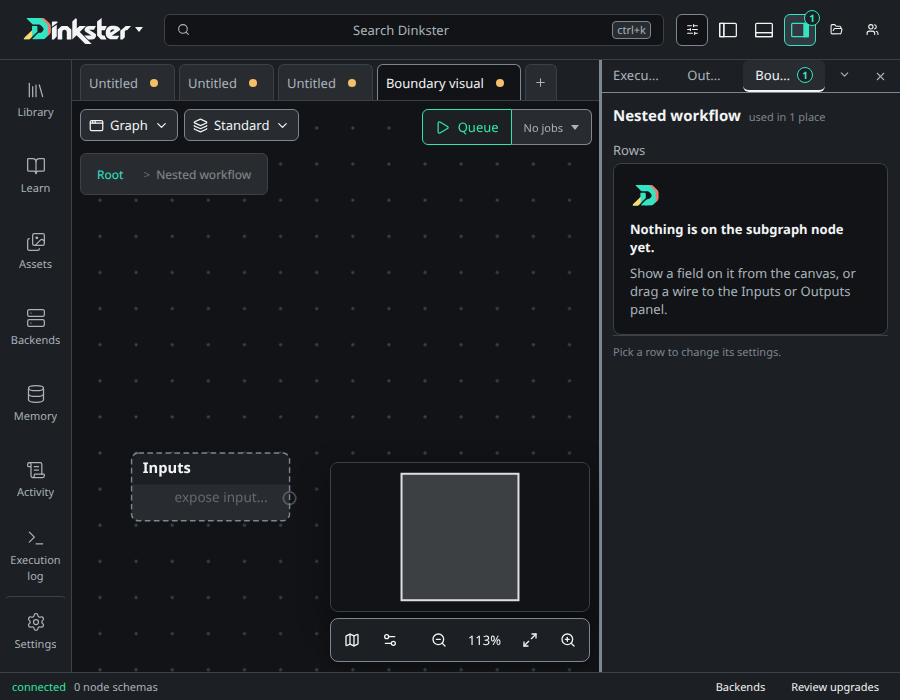 Dinkster
Search Dinkster
ctrl+k
1
Library
Learn
Assets
Backends
Memory
Activity
Execution
log
Settings
Untitled
Untitled
Untitled
Boundary visual
+
Graph
Standard
Queue
No jobs
Root > Nested workflow
Inputs
expose input...
113%
Execu...
Out...
Bou... 1
Nested workflow used in 1 place
Rows
Nothing is on the subgraph node
yet.
Show a field on it from the canvas, or
drag a wire to the Inputs or Outputs
panel.
Pick a row to change its settings.
connected 0 node schemas
Backends
Review upgrades